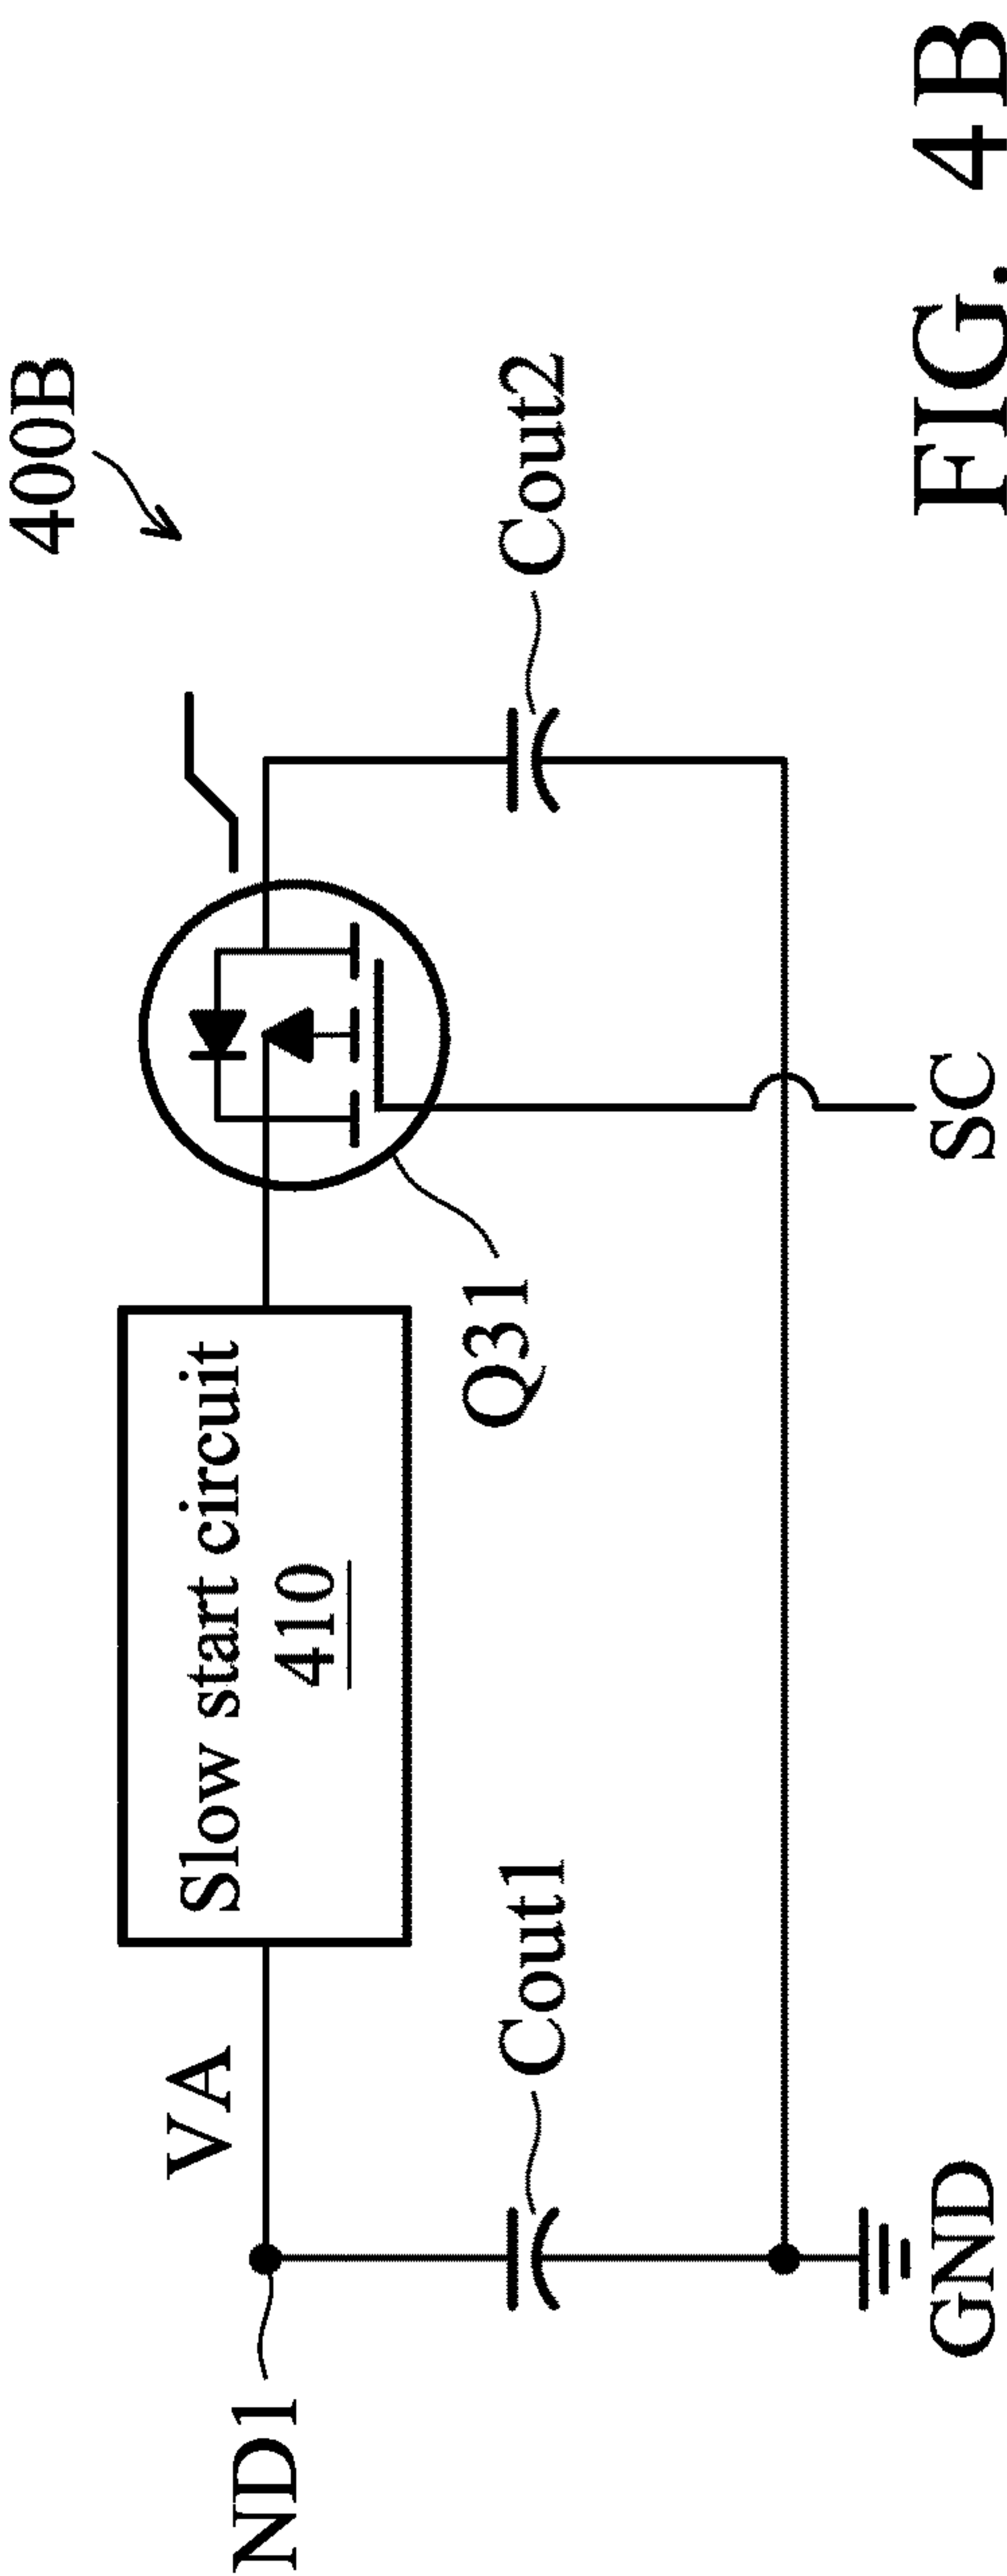 400B
ND1
VA
Slow start circuit
410
Q31
Cout1
Cout2
GND
SC
FIG. 4B